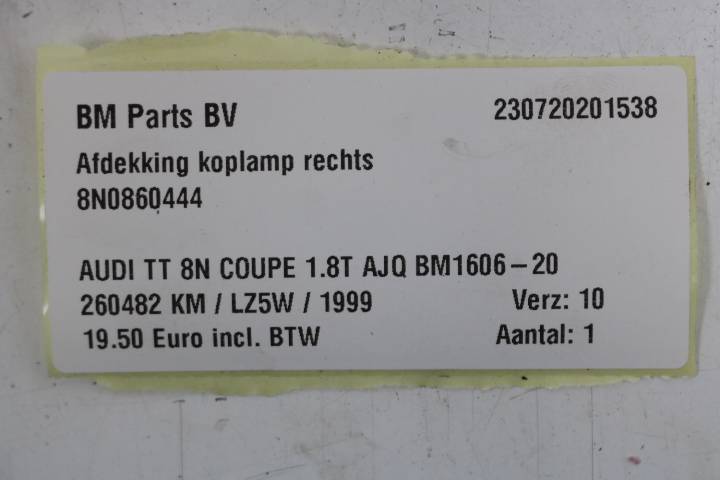 BM Parts BV 230720201538
Afdekking koplamp rechts
8N0860444
AUDI TT 8N COUPE 1.8T AJQ BM1606-20
260482 KM / LZ5W / 1999 Verz: 10
19.50 Euro incl. BTW Aantal: 1